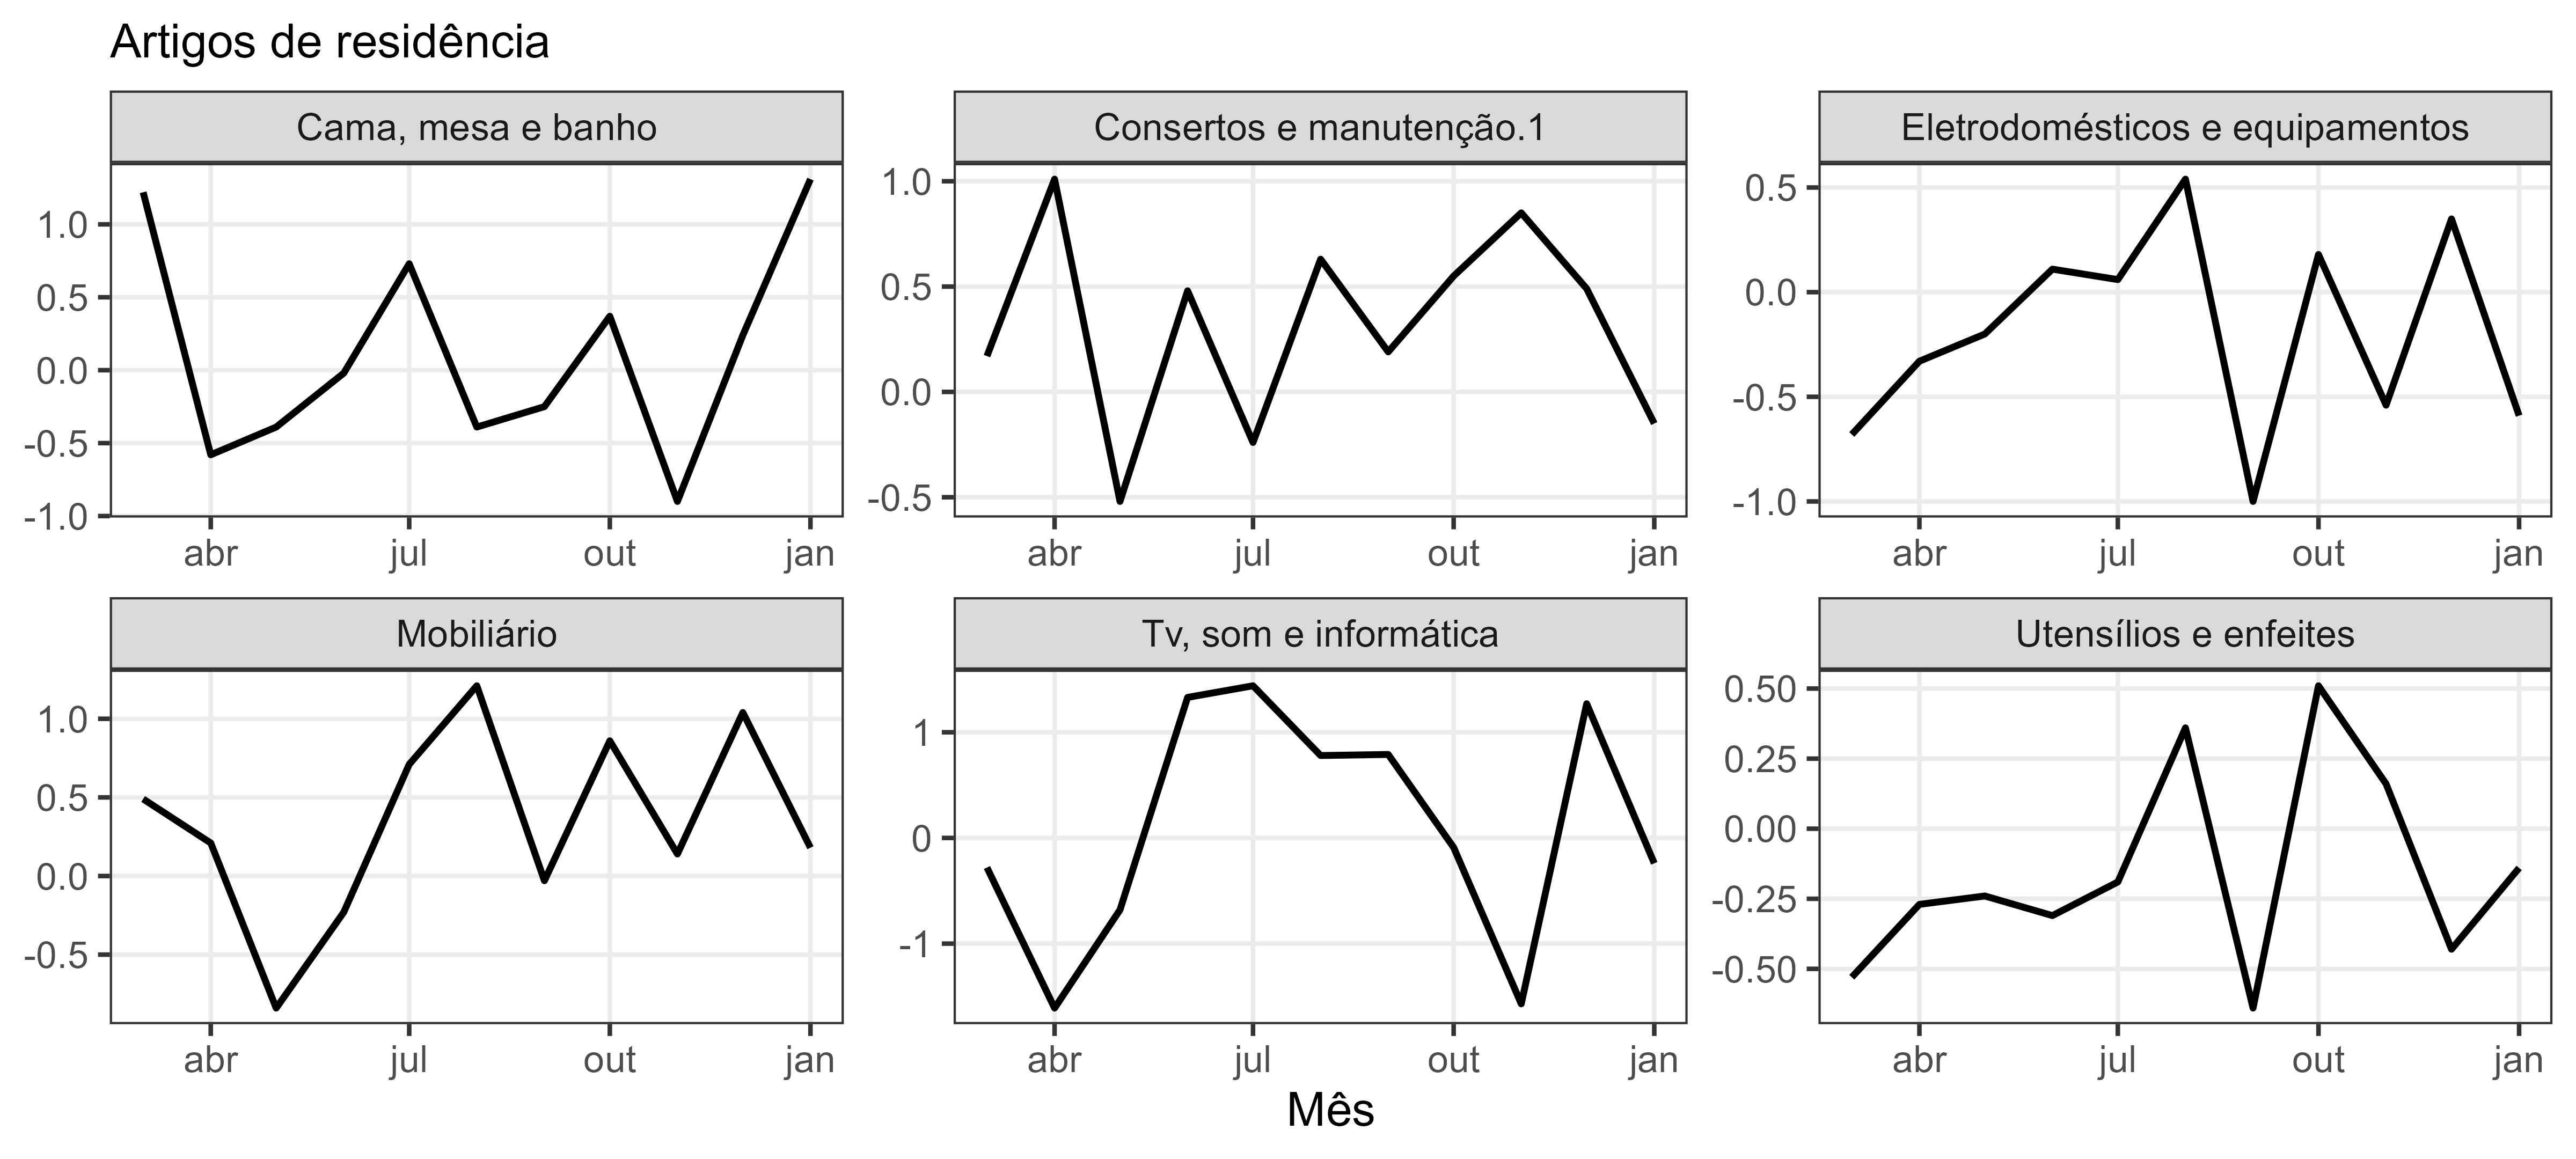 Artigos de residência
Cama, mesa e banho
Consertos e manutenção.1
Eletrodomésticos e equipamentos
1.0
0.5
0.0
-0.5
-1.0
1.0
0.5
0.0
-0.5
0.5
0.0
-0.5
-1.0
abr jul out jan
abr jul out jan
abr jul out jan
Mobiliário
Tv, som e informática
Utensílios e enfeites
1.0
0.5
0.0
-0.5
1
0
-1
0.50
0.25
0.00
-0.25
-0.50
abr jul out jan
abr jul out jan
abr jul out jan
Mês